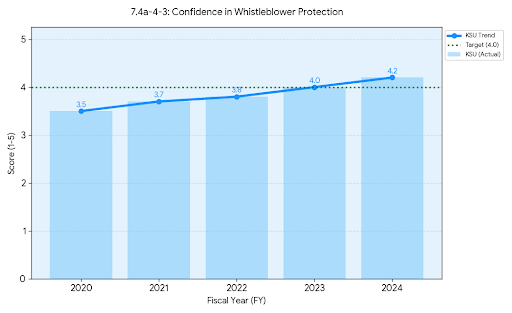 7.4a-4-3: Confidence in Whistleblower Protection
KSU Trend
Target (4.0)
KSU (Actual)
Score (1-5)
5
4
3
2
1
0
3.5
3.7
3.8
4.0
4.2
2020
2021
2022
2023
2024
Fiscal Year (FY)